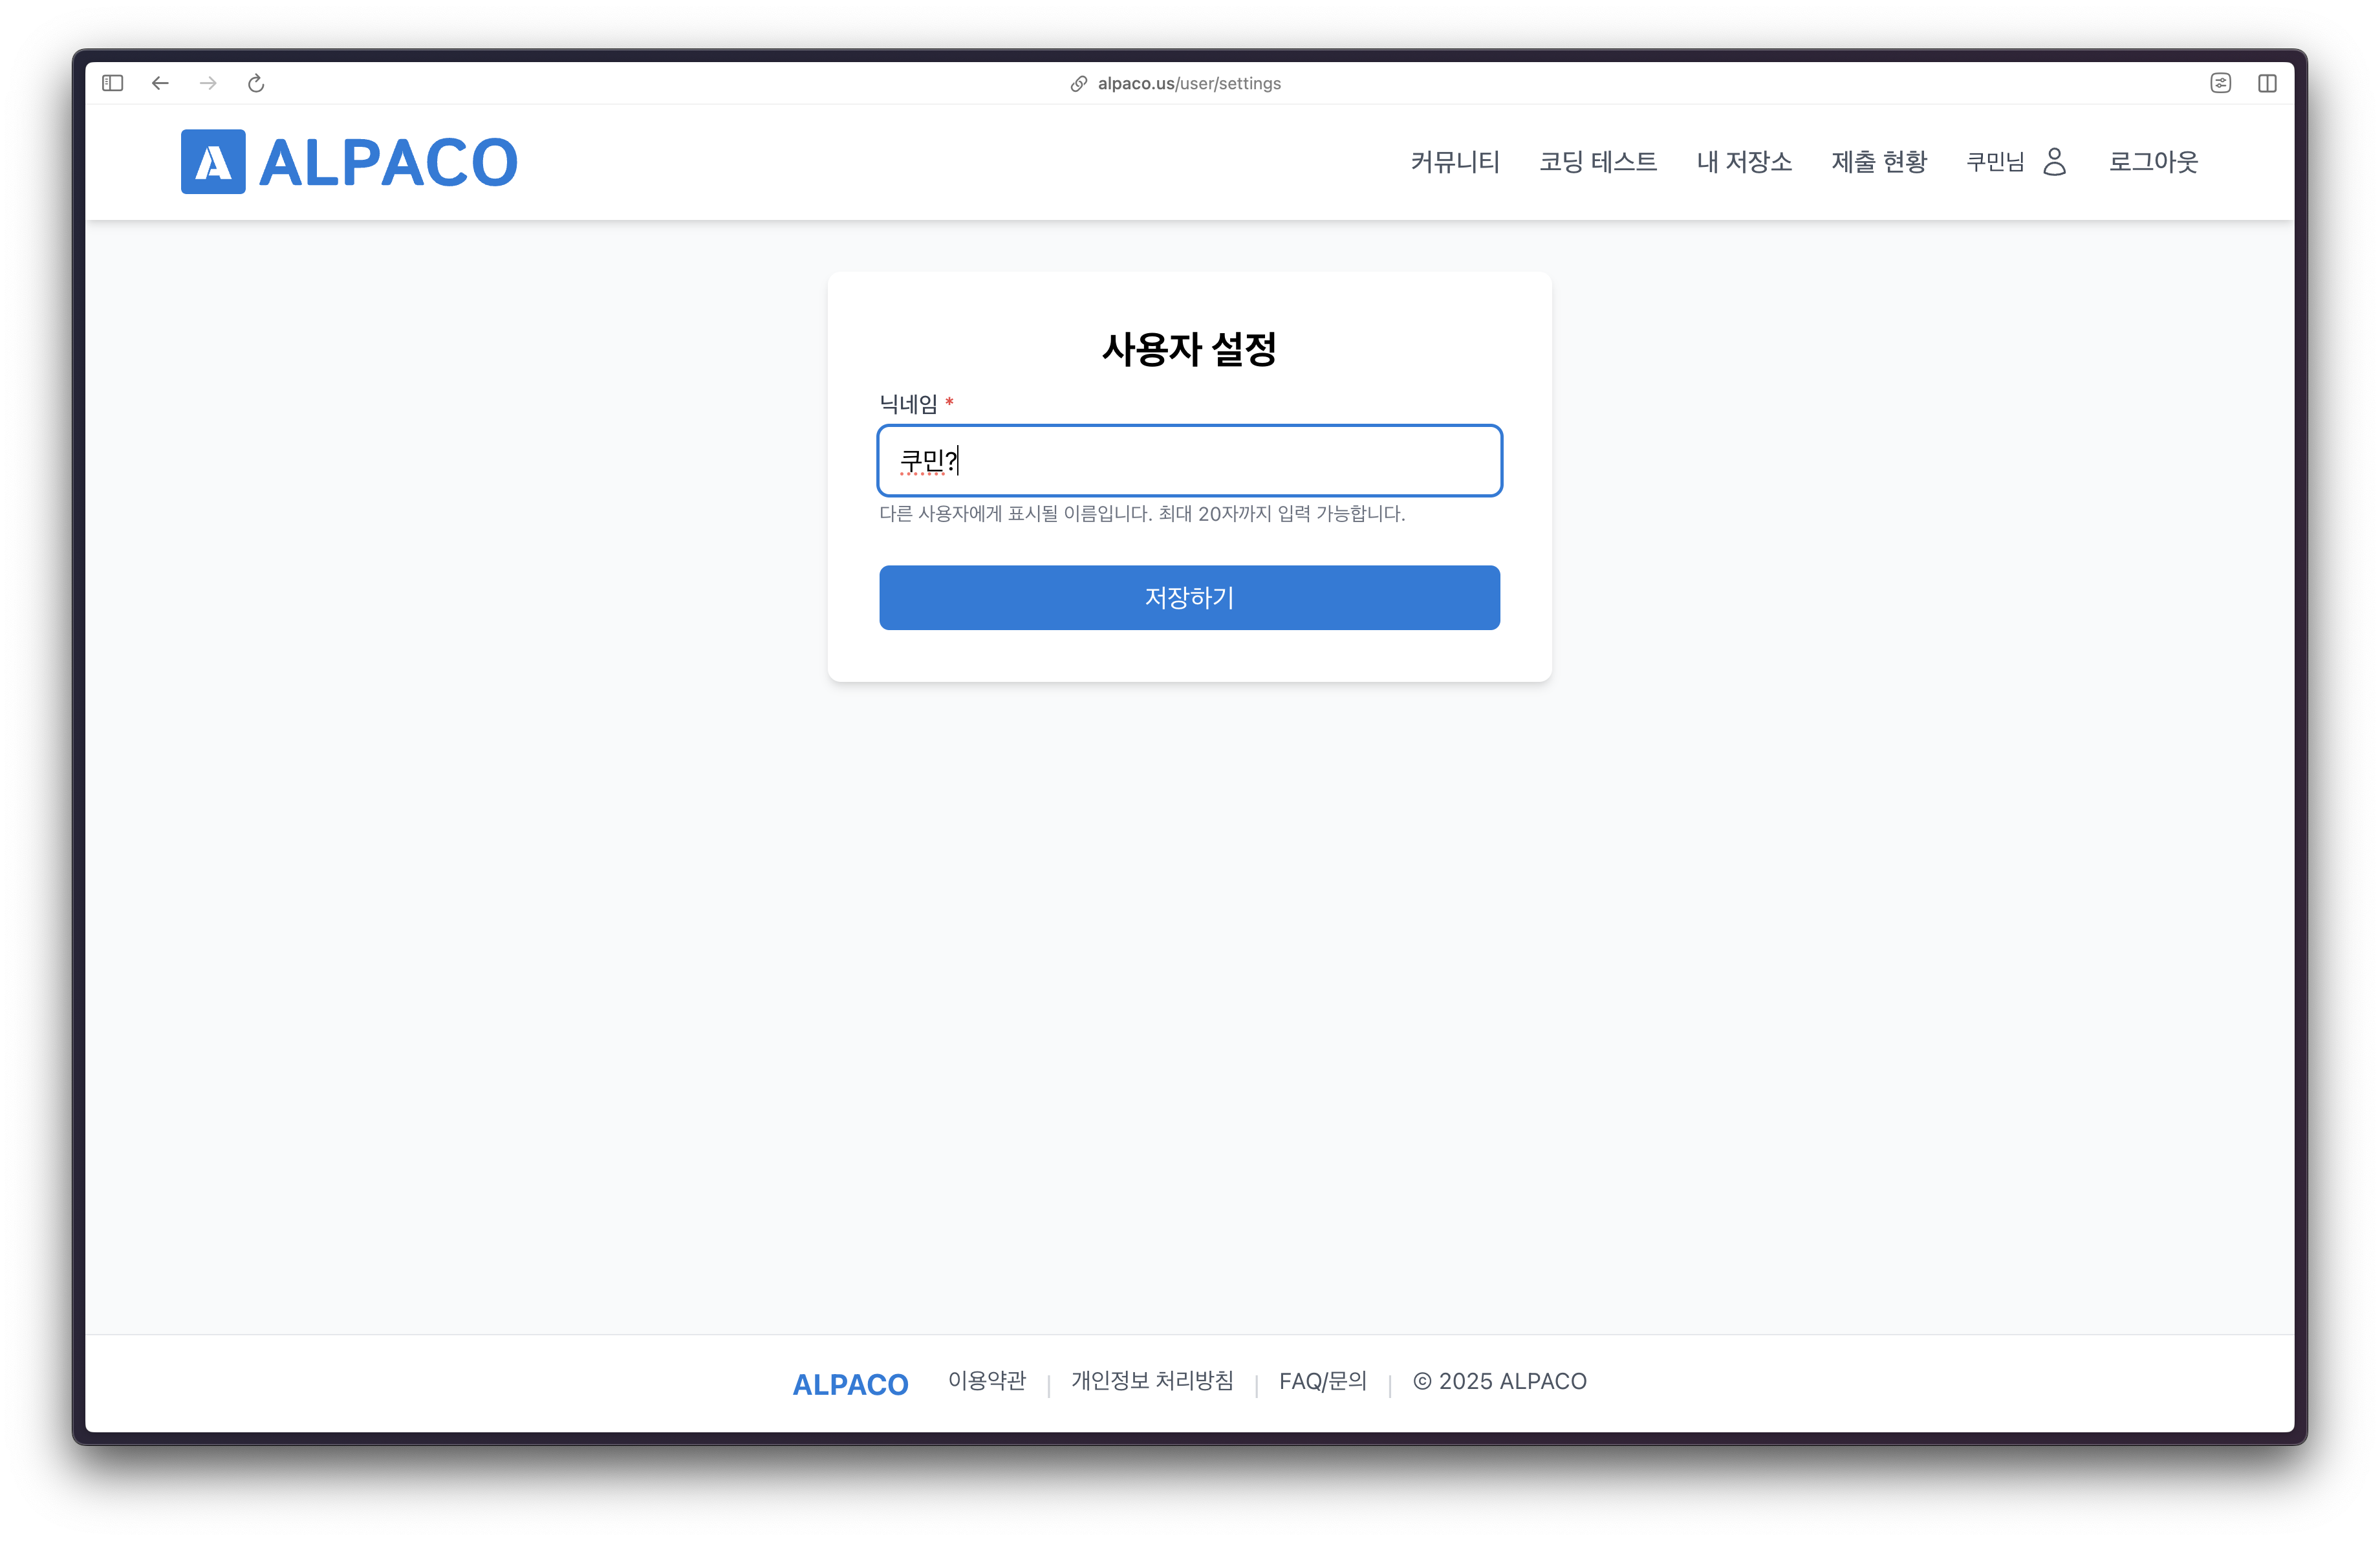 alpaco.us/user/settings
A ALPACO
커뮤니티 코딩 테스트 내 저장소 제출 현황 쿠민님 로그아웃
사용자 설정
닉네임 *
쿠민?
다른 사용자에게 표시될 이름입니다. 최대 20자까지 입력 가능합니다.
저장하기
ALPACO 이용약관 | 개인정보 처리방침 | FAQ/문의 | © 2025 ALPACO